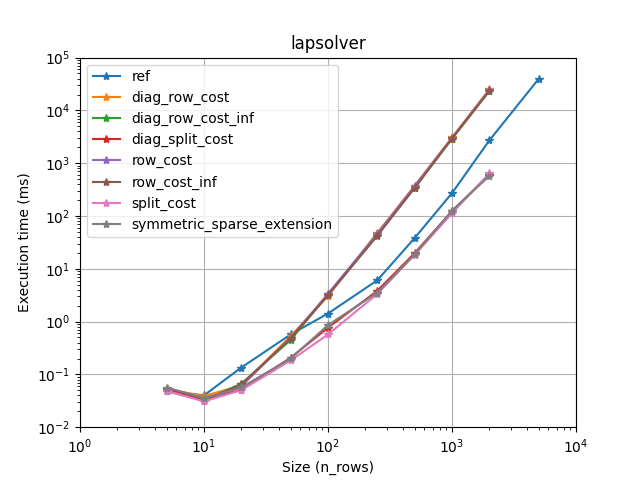 lapsolver
10^5
10^4
10^3
10^2
10^1
10^0
10^-1
10^-2
Execution time (ms)
ref
diag_row_cost
diag_row_cost_inf
diag_split_cost
row_cost
row_cost_inf
split_cost
symmetric_sparse_extension
10^0 10^1 10^2 10^3 10^4
Size (n_rows)